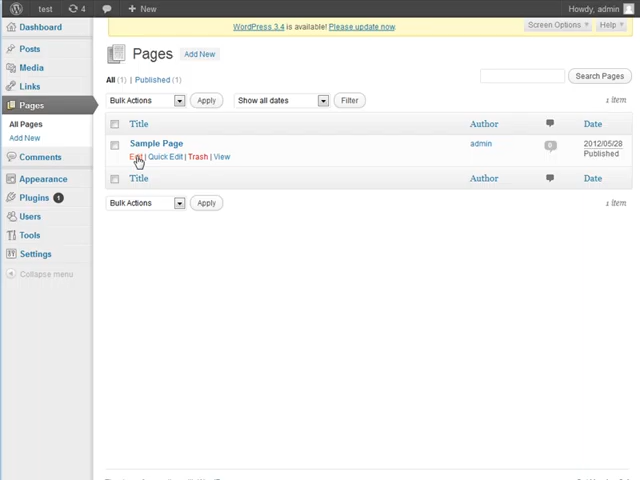 test 4 + New Howdy, admin
WordPress 3.4 is available! Please update now.
Screen Options Help
Dashboard
Posts
Media
Links
Pages
All Pages
Add New
Comments
Appearance
Plugins 1
Users
Tools
Settings
Collapse menu
Pages Add New
All (1) | Published (1)
Search Pages
Bulk Actions Apply Show all dates Filter 1 item
Title Author Date
Sample Page admin 0 2012/05/28
Published
Edit | Quick Edit | Trash | View
Title Author Date
Bulk Actions Apply 1 item